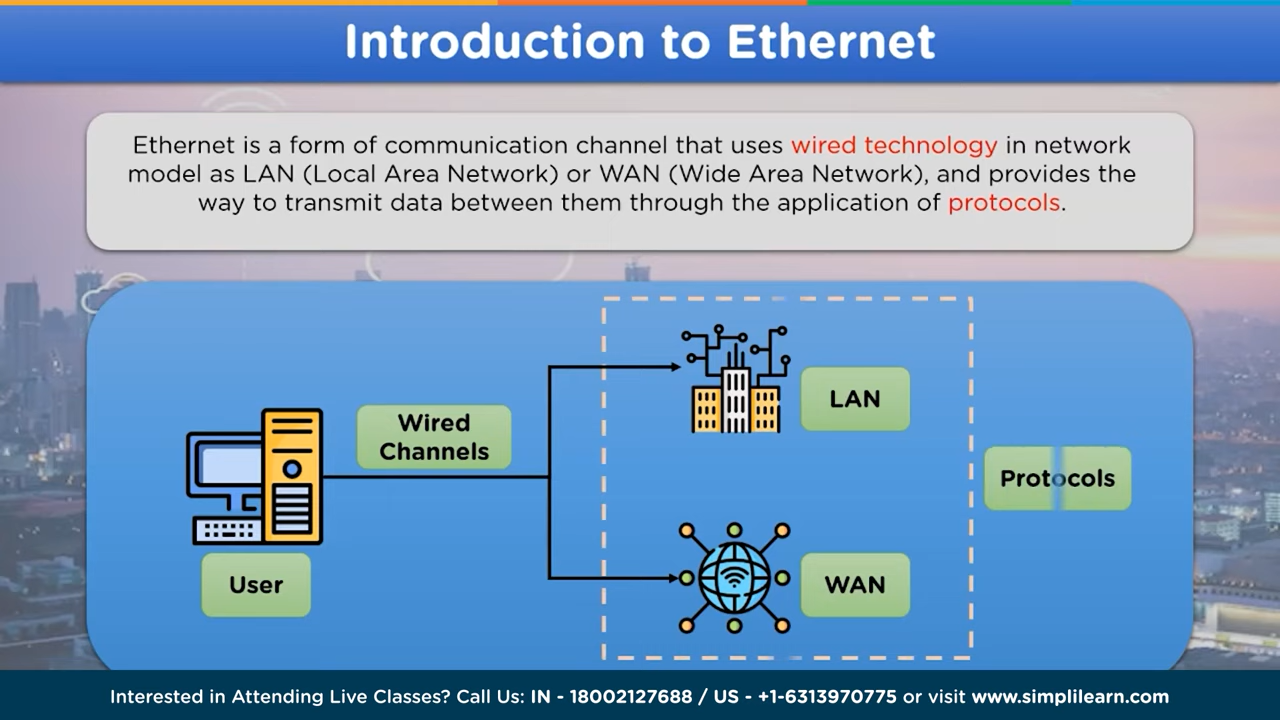 Introduction to Ethernet
Ethernet is a form of communication channel that uses wired technology in network
model as LAN (Local Area Network) or WAN (Wide Area Network), and provides the
way to transmit data between them through the application of protocols.
LAN
Wired
Channels
Protocols
User
WAN
Interested in Attending Live Classes? Call Us: IN - 18002127688 / US - +1-6313970775 or visit www.simplilearn.com